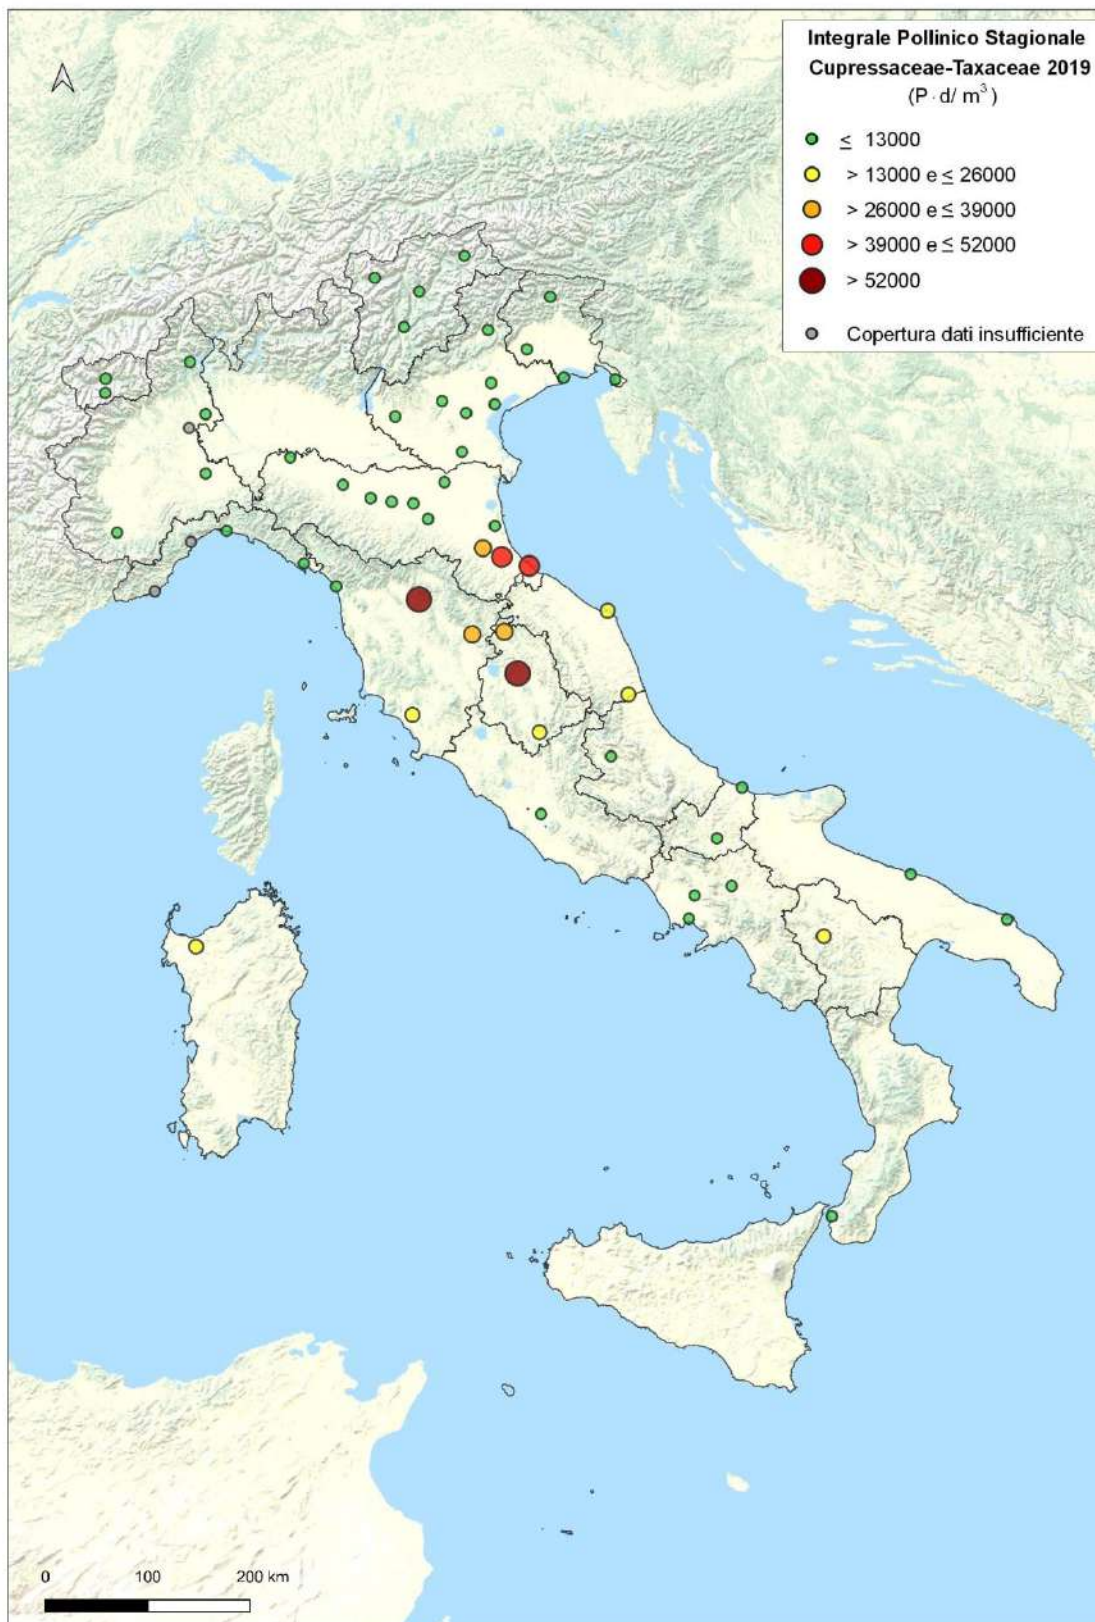 Integrale Pollinico Stagionale
Cupressaceae-Taxaceae 2019
(P · d/ m³ )
≤ 13000
> 13000 e ≤ 26000
> 26000 e ≤ 39000
> 39000 e ≤ 52000
> 52000
Copertura dati insufficiente
0 100 200 km